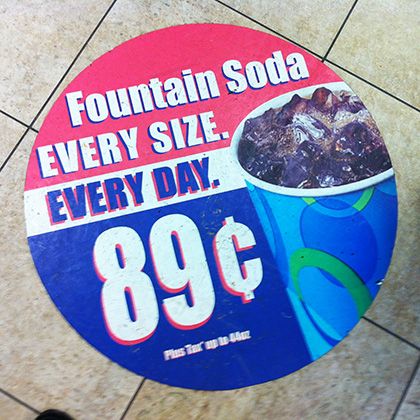 Fountain Soda
EVERY SIZE.
EVERY DAY.
89¢
Plus Tax* up to 44oz